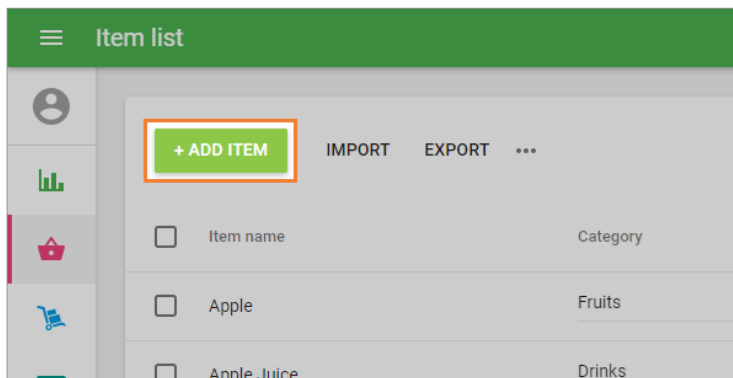 Item list
+ ADD ITEM IMPORT EXPORT •••
Item name Category
Apple Fruits
Apple Juice Drinks